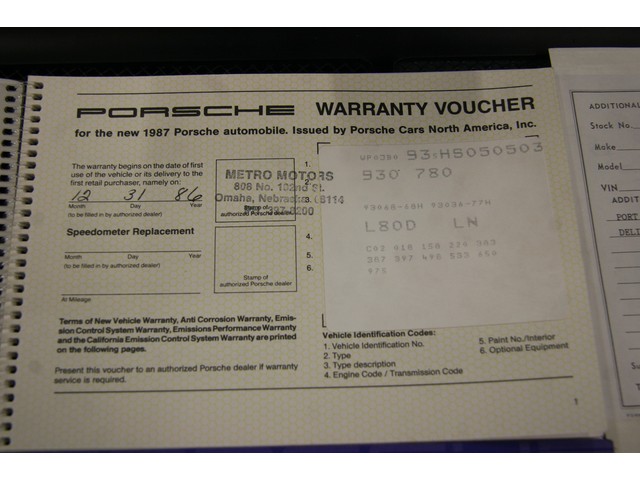 PORSCHE WARRANTY VOUCHER
for the new 1987 Porsche automobile. Issued by Porsche Cars North America, Inc.
The warranty begins on the date of first
use of the vehicle or its delivery to the
first retail purchaser, namely on:
12 31 86
Month Day Year
(to be filled in by authorized dealer)
METRO MOTORS
Omaha, Nebraska
Stamp of
authorized Porsche dealer
Speedometer Replacement
Month Day Year
(to be filled in by authorized dealer)
At Mileage
Stamp of
authorized Porsche dealer
1.
4.
5.
6.
93 HS050503
930 780
L80D LN
975
Terms of New Vehicle Warranty, Anti Corrosion Warranty, Emis-
sion Control System Warranty, Emissions Performance Warranty
and the California Emission Control System Warranty are printed
on the following pages.
Present this voucher to an authorized Porsche dealer if warranty
service is required.
Vehicle Identification Codes:
1. Vehicle Identification No.
2. Type
3. Type description
4. Engine Code / Transmission Code
5. Paint No./Interior
6. Optional Equipment
1
ADDITIONAL
Stock No.
Make
Model
VIN
ADDIT
PORT
DELI